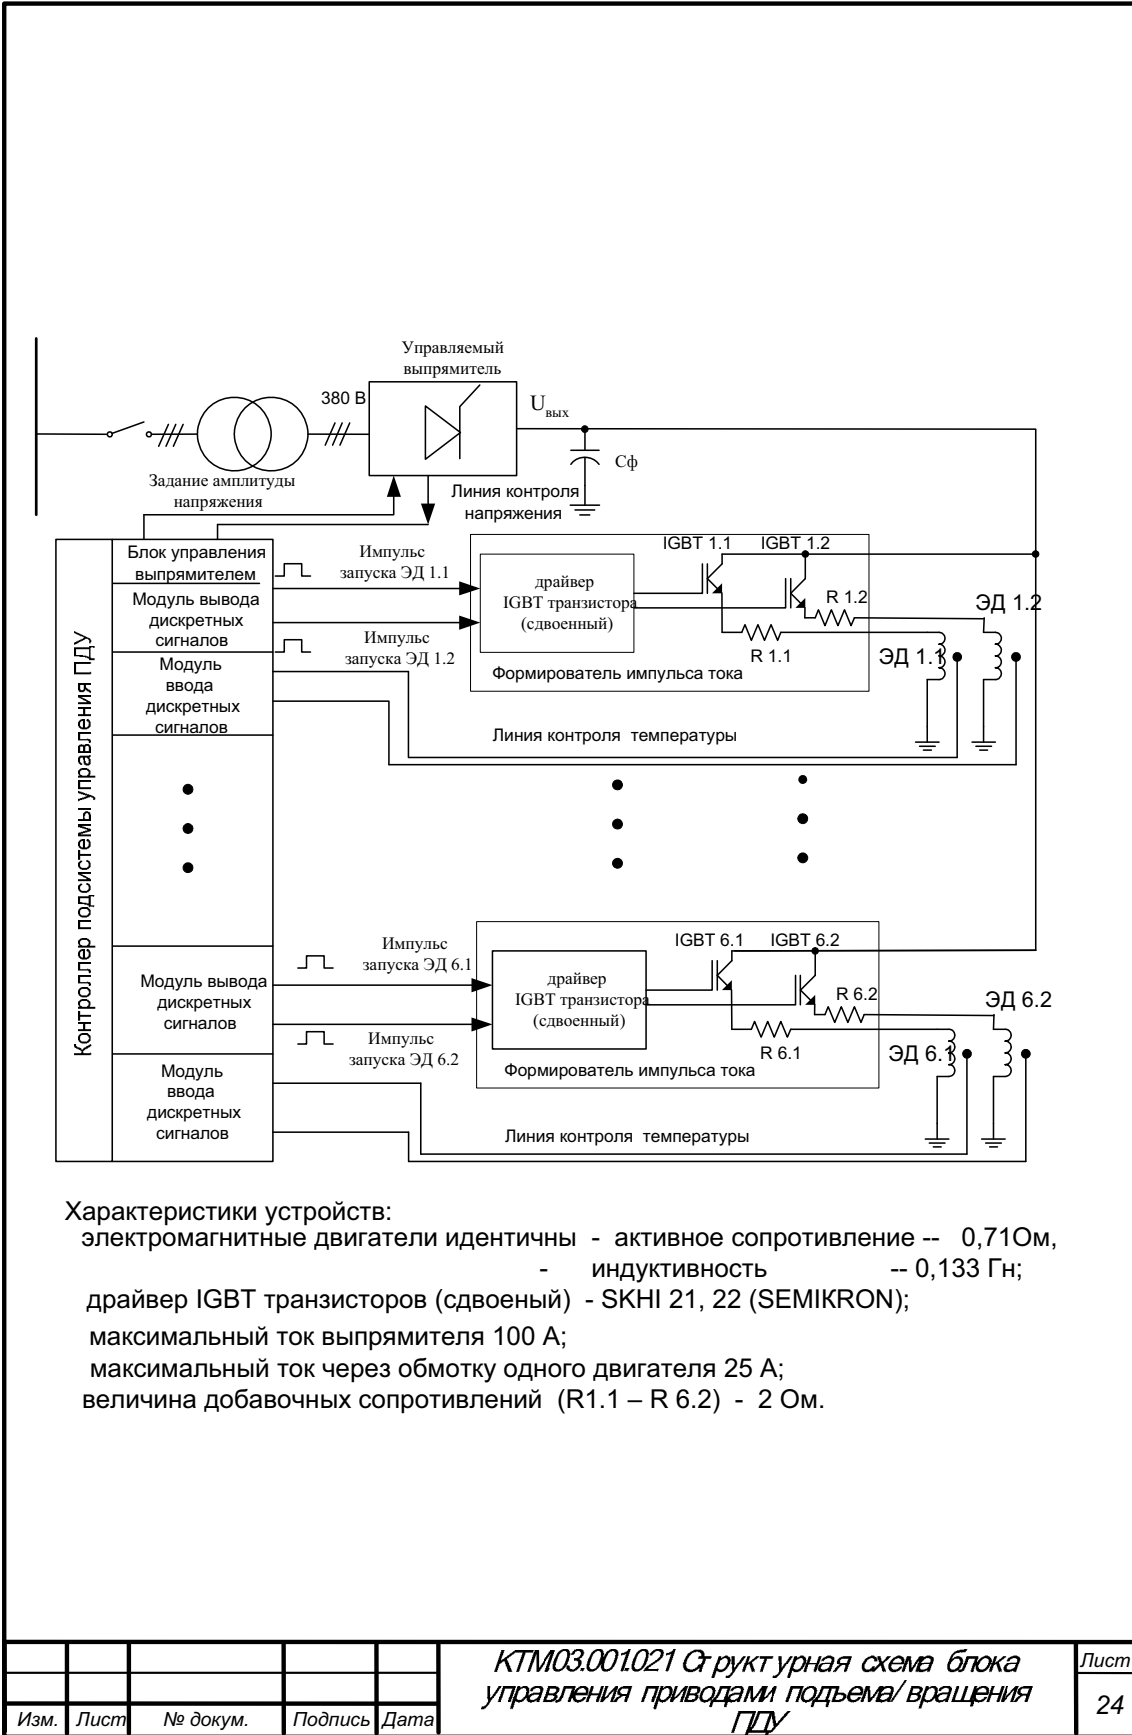 Управляемый
выпрямитель
380 В
Uвых
Сф
Задание амплитуды
напряжения
Линия контроля
напряжения
Контроллер подсистемы управления ПДУ
Блок управления
выпрямителем
Модуль вывода
дискретных
сигналов
Модуль
ввода
дискретных
сигналов
Импульс
запуска ЭД 1.1
Импульс
запуска ЭД 1.2
драйвер
IGBT транзистора
(сдвоенный)
IGBT 1.1
IGBT 1.2
R 1.2
R 1.1
ЭД 1.2
ЭД 1.1
Формирователь импульса тока
Линия контроля температуры
Модуль вывода
дискретных
сигналов
Модуль
ввода
дискретных
сигналов
Импульс
запуска ЭД 6.1
Импульс
запуска ЭД 6.2
драйвер
IGBT транзистора
(сдвоенный)
IGBT 6.1
IGBT 6.2
R 6.2
R 6.1
ЭД 6.2
ЭД 6.1
Формирователь импульса тока
Линия контроля температуры
Характеристики устройств:
электромагнитные двигатели идентичны - активное сопротивление -- 0,71Ом,
- индуктивность -- 0,133 Гн;
драйвер IGBT транзисторов (сдвоеный) - SKHI 21, 22 (SEMIKRON);
максимальный ток выпрямителя 100 А;
максимальный ток через обмотку одного двигателя 25 А;
величина добавочных сопротивлений (R1.1 – R 6.2) - 2 Ом.
КТМ.03.001.021 Структурная схема блока
управления приводами подъема/вращения
ПДУ
Лист
24
Изм. Лист № докум. Подпись Дата